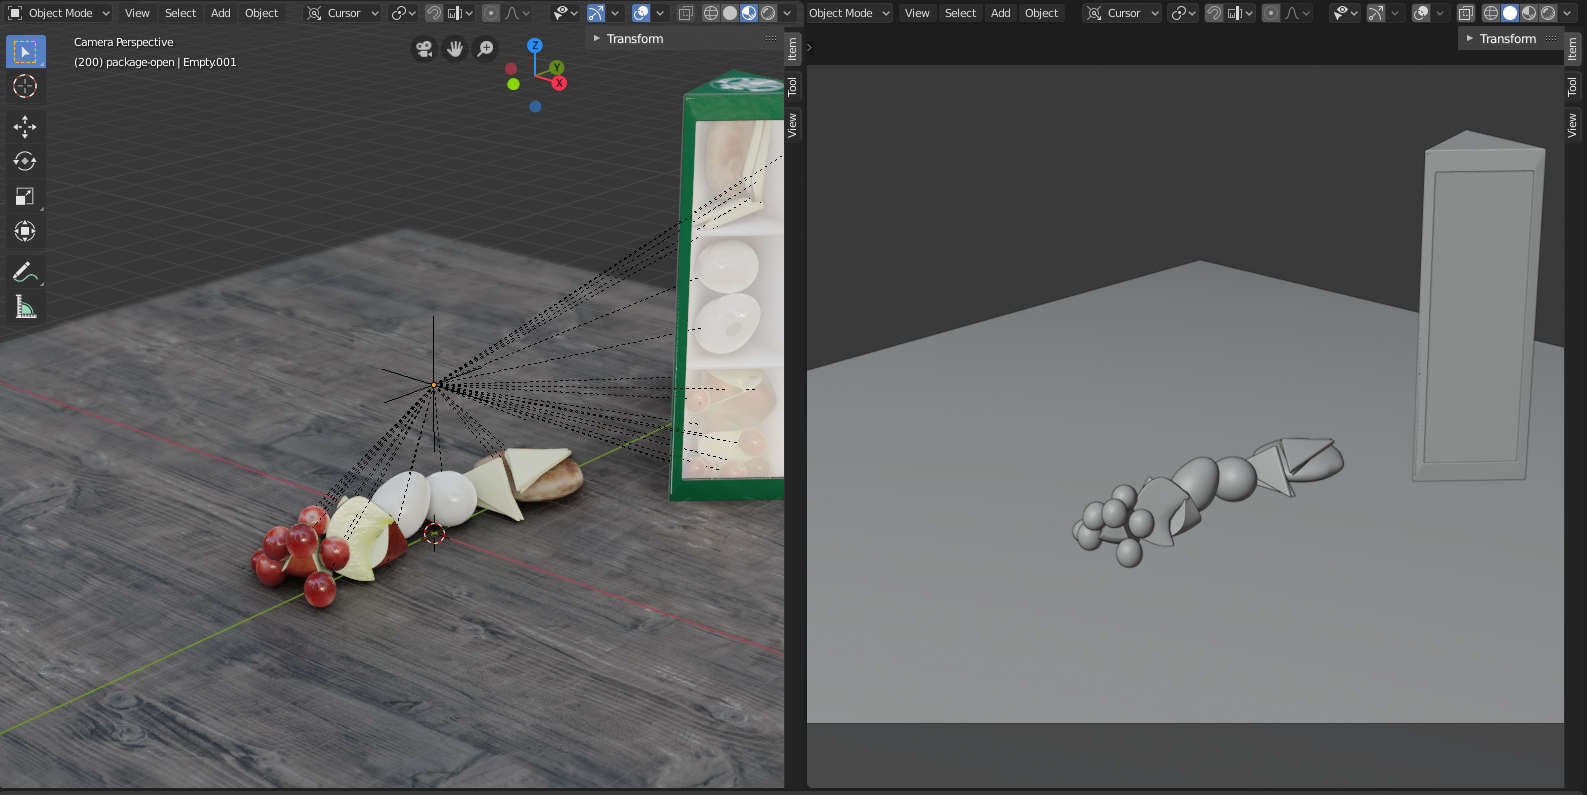 Object Mode View Select Add Object Cursor
Transform
Camera Perspective
(200) package-open | Empty.001
Z
Y
X
Item
Tool
View
Object Mode View Select Add Object Cursor
Transform
Item
Tool
View